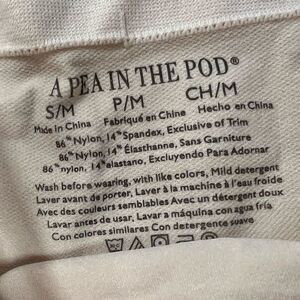 A PEA IN THE POD®
S/M P/M CH/M
Made in China Fabriqué en Chine Hecho en China
86% Nylon, 14% Spandex, Exclusive of Trim
86% Nylon, 14% Élasthanne, Sans Garniture
86% nylon, 14% elastano, Excluyendo Para Adornar
Wash before wearing, with like colors, Mild detergent
Laver avant de porter, Laver à la machine à l'eau froide
Avec des couleurs semblables Avec un détergent doux
Lavar antes de usar, Lavar a máquina con agua fría
Con colores similares Con detergente suave